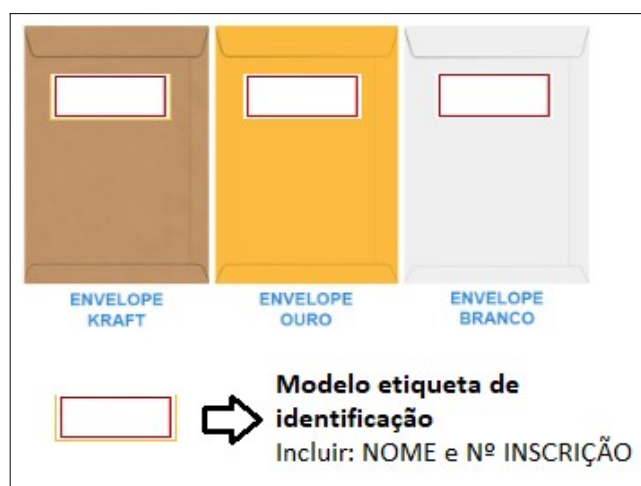 ENVELOPE
KRAFT
ENVELOPE
OURO
ENVELOPE
BRANCO
Modelo etiqueta de
identificação
Incluir: NOME e Nº INSCRIÇÃO